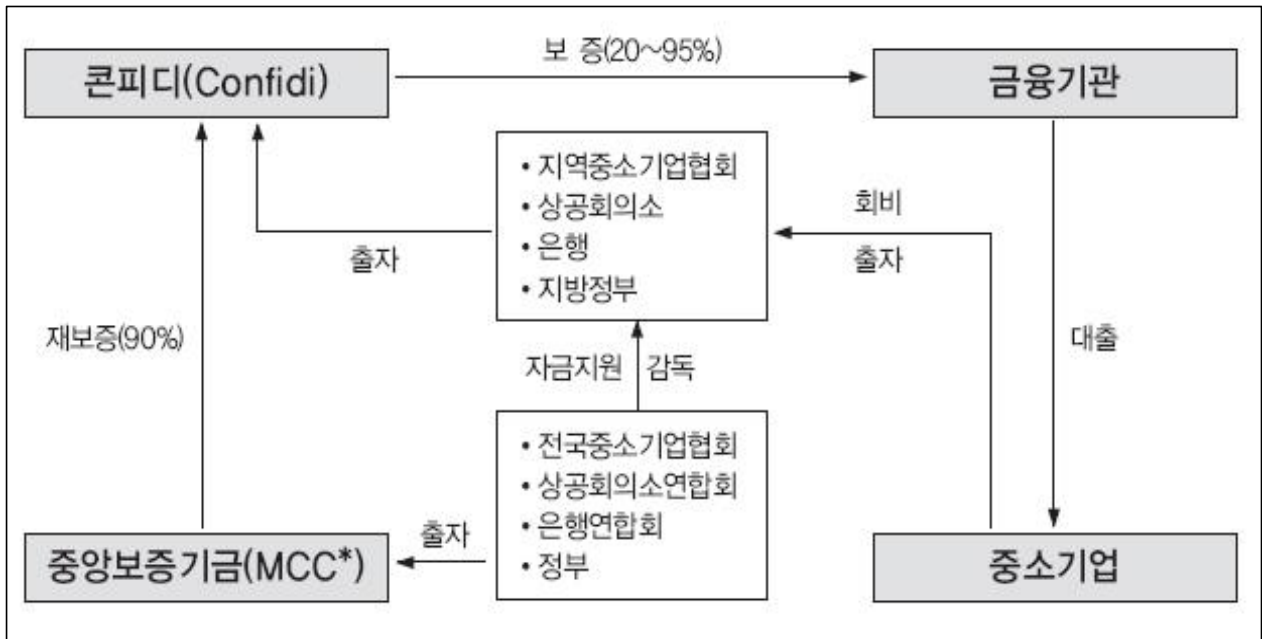 보 증(20~95%)
콘피디(Confidi)
금융기관
• 지역중소기업협회
• 상공회의소
• 은행
• 지방정부
회비
출자
출자
재보증(90%)
대출
자금지원 감독
• 전국중소기업협회
• 상공회의소연합회
• 은행연합회
• 정부
출자
중앙보증기금(MCC*)
중소기업